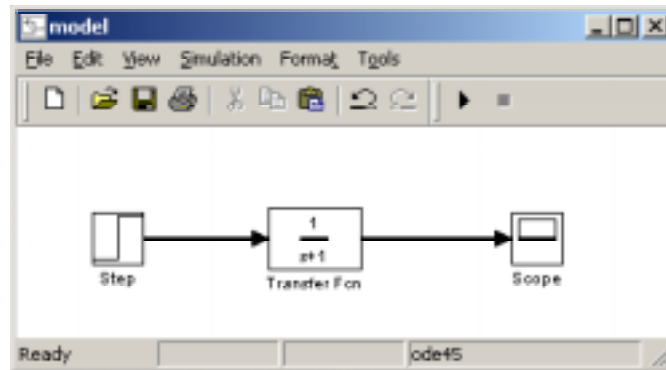 model
File Edit View Simulation Format Tools
1
s+1
Step
Transfer Fcn
Scope
Ready ode45